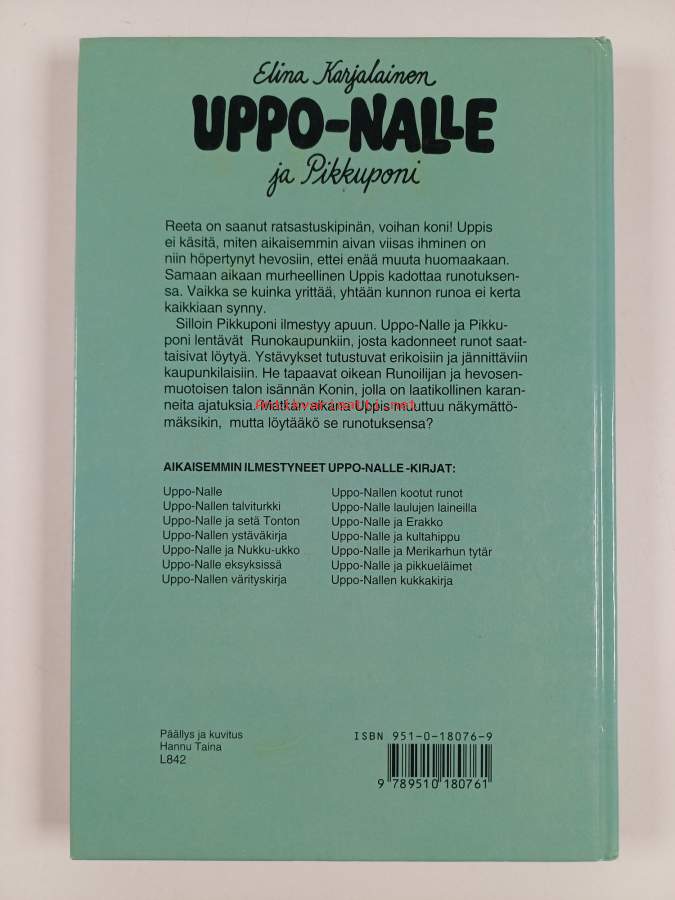 Elina Karjalainen
UPPO-NALLE
ja Pikkuponi
Reeta on saanut ratsastuskipinän, voihan koni! Uppis
ei käsitä, miten aikaisemmin aivan viisas ihminen on
niin höpertynyt hevosiin, ettei enää muuta huomaakaan.
Samaan aikaan murheellinen Uppis kadottaa runotuksen-
sa. Vaikka se kuinka yrittää, yhtään kunnon runoa ei kerta
kaikkiaan synny.
Silloin Pikkuponi ilmestyy apuun. Uppo-Nalle ja Pikku-
poni lentävät Runokaupunkiin, josta kadonneet runot saat-
taisivat löytyä. Ystävykset tutustuvat erikoisiin ja jännittäviin
kaupunkilaisiin. He tapaavat oikean Runoilijan ja hevosen-
muotoisen talon isännän Konin, jolla on laatikollinen karan-
neita ajatuksia. Matkan aikana Uppis muuttuu näkymättö-
mäksikin, mutta löytääkö se runotuksensa?
Antikvariaatti.net
AIKAISEMMIN ILMESTYNEET UPPO-NALLE -KIRJAT:
Uppo-Nalle
Uppo-Nallen talviturkki
Uppo-Nalle ja setä Tonton
Uppo-Nallen ystäväkirja
Uppo-Nalle ja Nukku-ukko
Uppo-Nalle eksyksissä
Uppo-Nallen värityskirja
Uppo-Nallen kootut runot
Uppo-Nalle laulujen laineilla
Uppo-Nalle ja Erakko
Uppo-Nalle ja kultahippu
Uppo-Nalle ja Merikarhun tytär
Uppo-Nalle ja pikkueläimet
Uppo-Nallen kukkakirja
Päällys ja kuvitus
Hannu Taina
L842
ISBN 951-0-18076-9
9 789510 180761